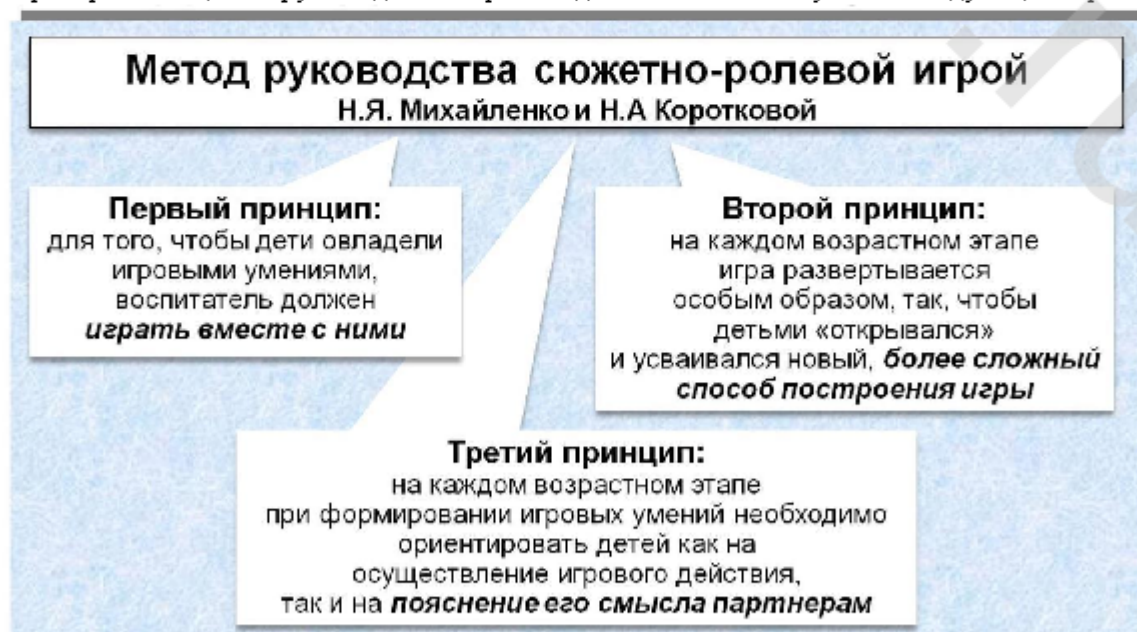 Метод руководства сюжетно-ролевой игрой
Н.Я. Михайленко и Н.А Коротковой
Первый принцип:
для того, чтобы дети овладели
игровыми умениями,
воспитатель должен
играть вместе с ними
Второй принцип:
на каждом возрастном этапе
игра развертывается
особым образом, так, чтобы
детьми «открывался»
и усваивался новый, более сложный
способ построения игры
Третий принцип:
на каждом возрастном этапе
при формировании игровых умений необходимо
ориентировать детей как на
осуществление игрового действия,
так и на пояснение его смысла партнерам